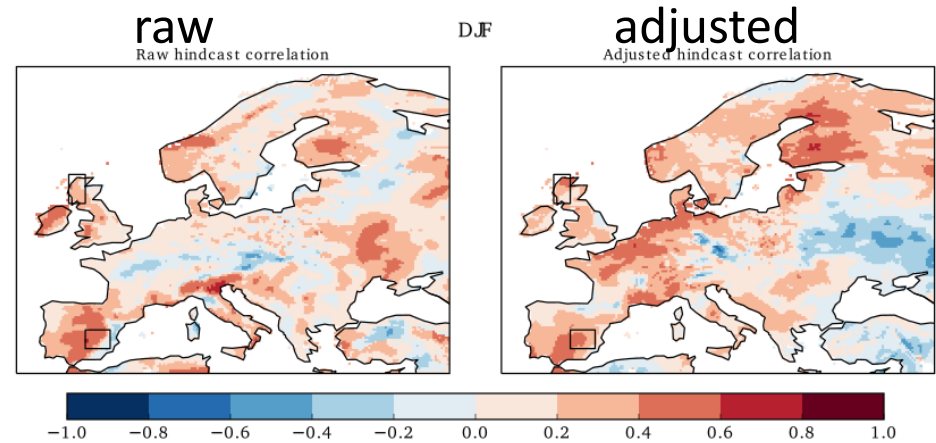 raw
DJF
adjusted
Raw hindcast correlation
Adjusted hindcast correlation
−1.0 −0.8 −0.6 −0.4 −0.2 0.0 0.2 0.4 0.6 0.8 1.0